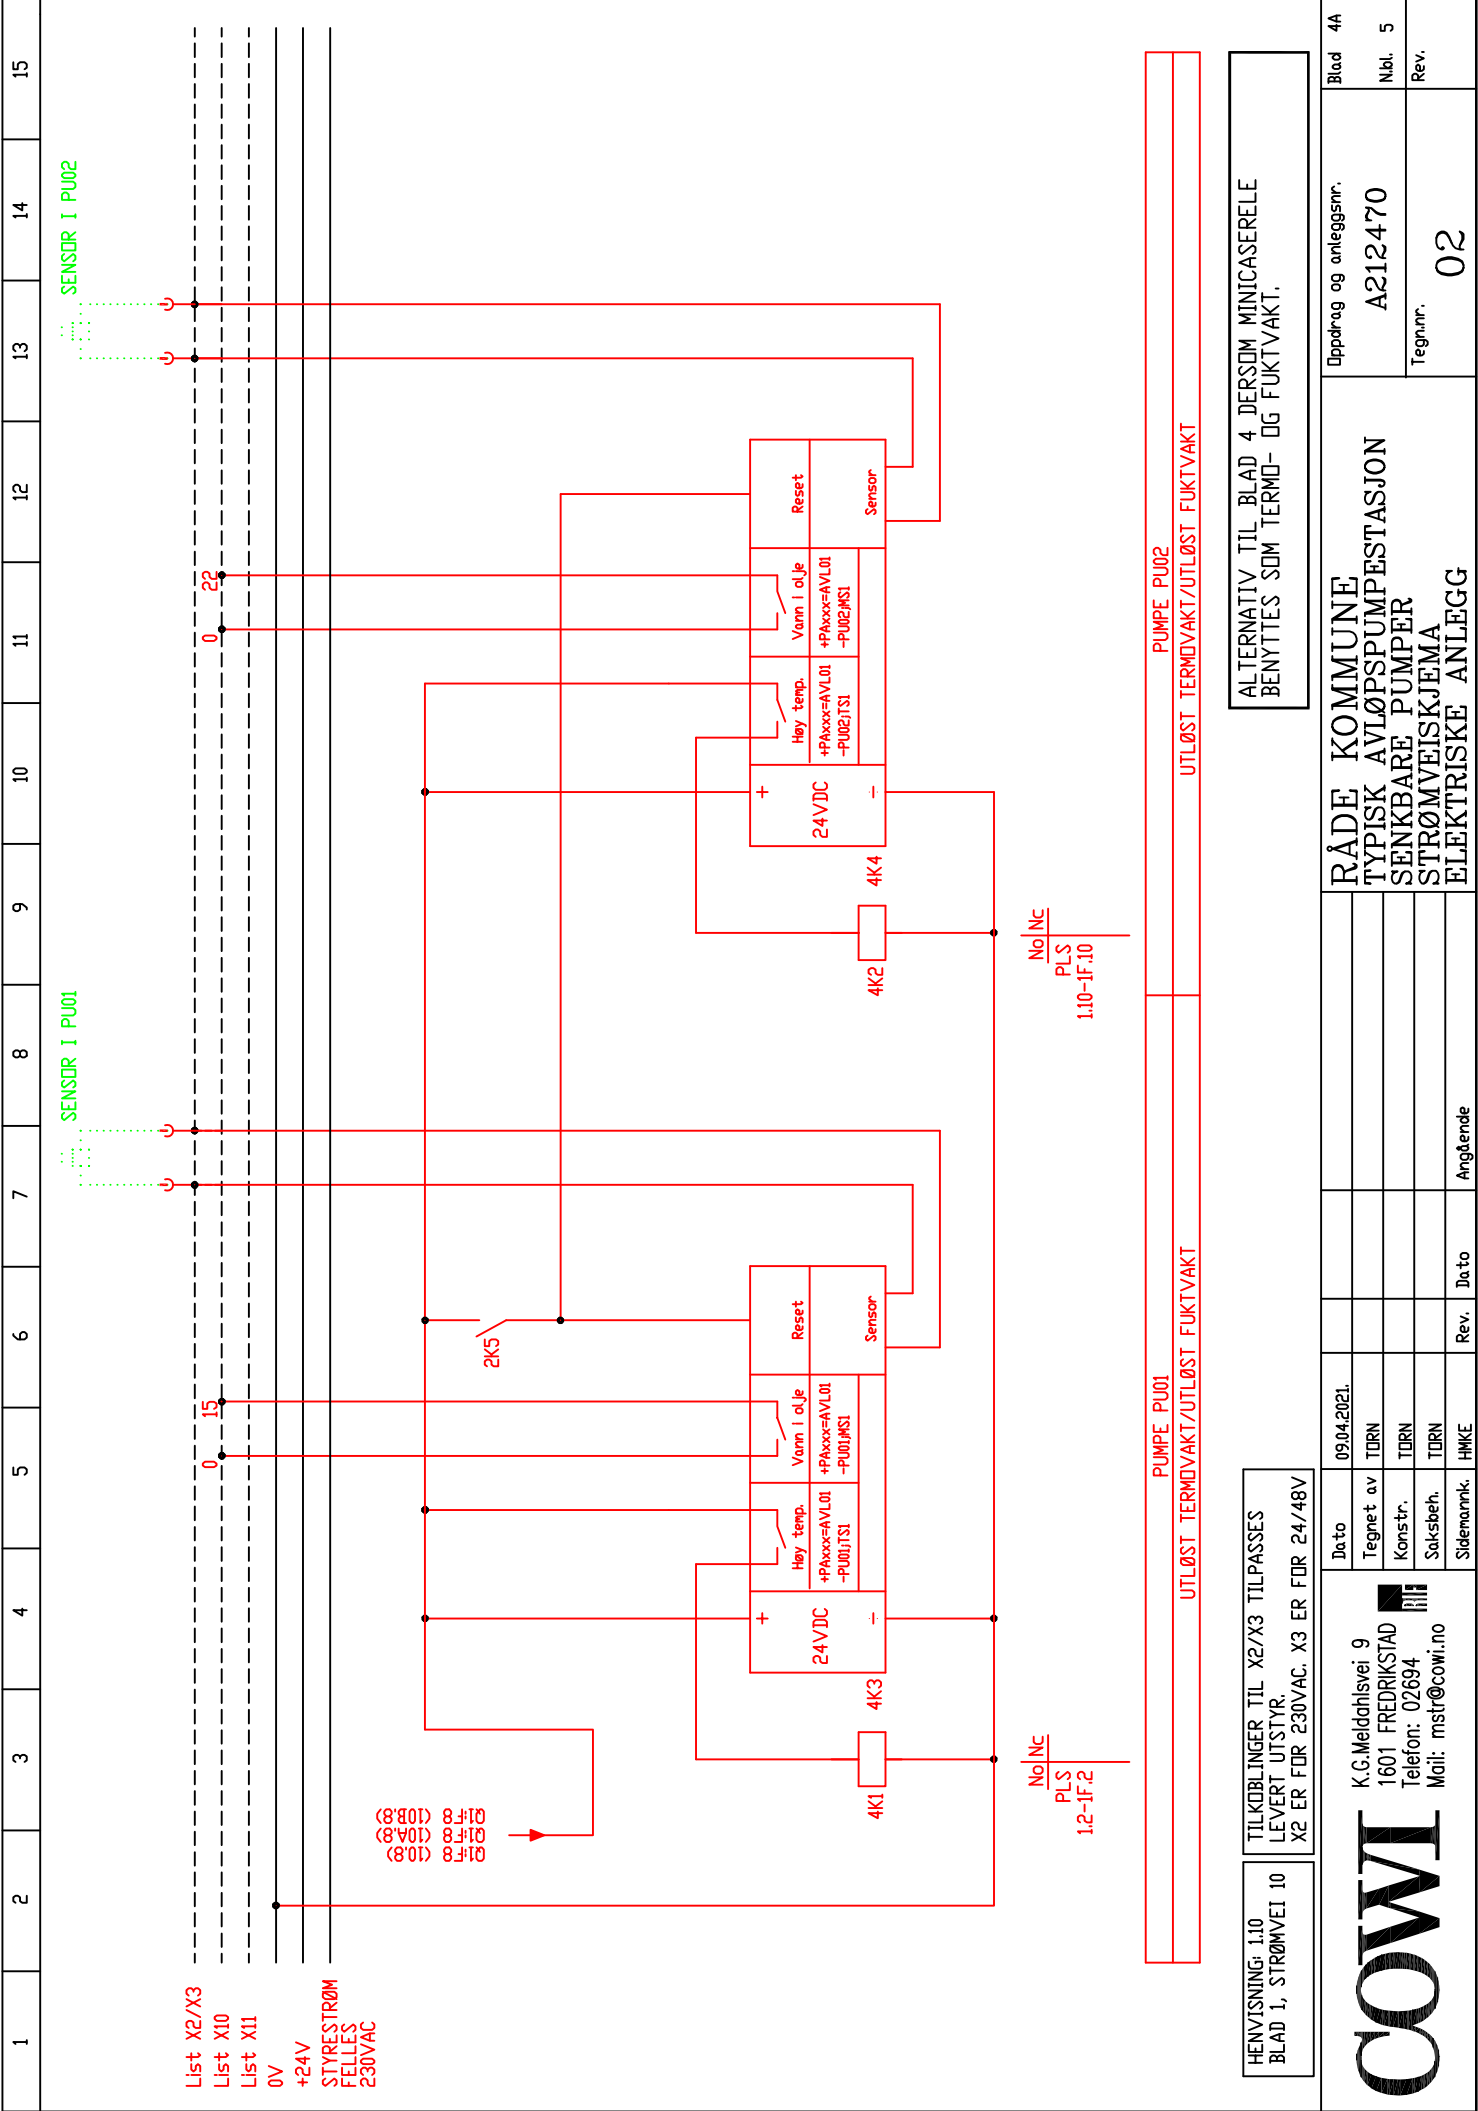 1 2 3 4 5 6 7 8 9 10 11 12 13 14 15
SENSOR I PU01
SENSOR I PU02
List X2/X3
List X10
List X11
0V
+24V
STYRESTRØM
FELLES
230VAC
0 15
0 22
Q1:F8 (10.8)
Q1:F8 (10A.8)
Q1:F8 (10B.8)
2K5
24VDC
+
-
Høy temp.
+PAxxx=AVL01
-PU01;TS1
Vann i olje
+PAxxx=AVL01
-PU01;MS1
Reset
Sensor
4K3
4K1
24VDC
+
-
Høy temp.
+PAxxx=AVL01
-PU02;TS1
Vann i olje
+PAxxx=AVL01
-PU02;MS1
Reset
Sensor
4K4
4K2
No Nc
PLS
1.2-1F.2
No Nc
PLS
1.10-1F.10
PUMPE PU01
UTLØST TERMOVAKT/UTLØST FUKTVAKT
PUMPE PU02
UTLØST TERMOVAKT/UTLØST FUKTVAKT
HENVISNING: 1.10
BLAD 1, STRØMVEI 10
TILKOBLINGER TIL X2/X3 TILPASSES
LEVERT UTSTYR.
X2 ER FOR 230VAC. X3 ER FOR 24/48V
ALTERNATIV TIL BLAD 4 DERSOM MINICASERELE
BENYTTES SOM TERMO- OG FUKTVAKT.
COWI
K.G.Meldahlsvei 9
1601 FREDRIKSTAD
Telefon: 02694
Mail: mstr@cowi.no
RIF
Dato 09.04.2021.
Tegnet av TORN
Konstr. TORN
Saksbeh. TORN
Sidemannk. HMKE
Rev. Dato Angående
RÅDE KOMMUNE
TYPISK AVLØPSPUMPESTASJON
SENKBARE PUMPER
STRØMVEISKJEMA
ELEKTRISKE ANLEGG
Oppdrag og anleggsnr.
A212470
Tegn.nr.
02
Blad 4A
N.bl. 5
Rev.